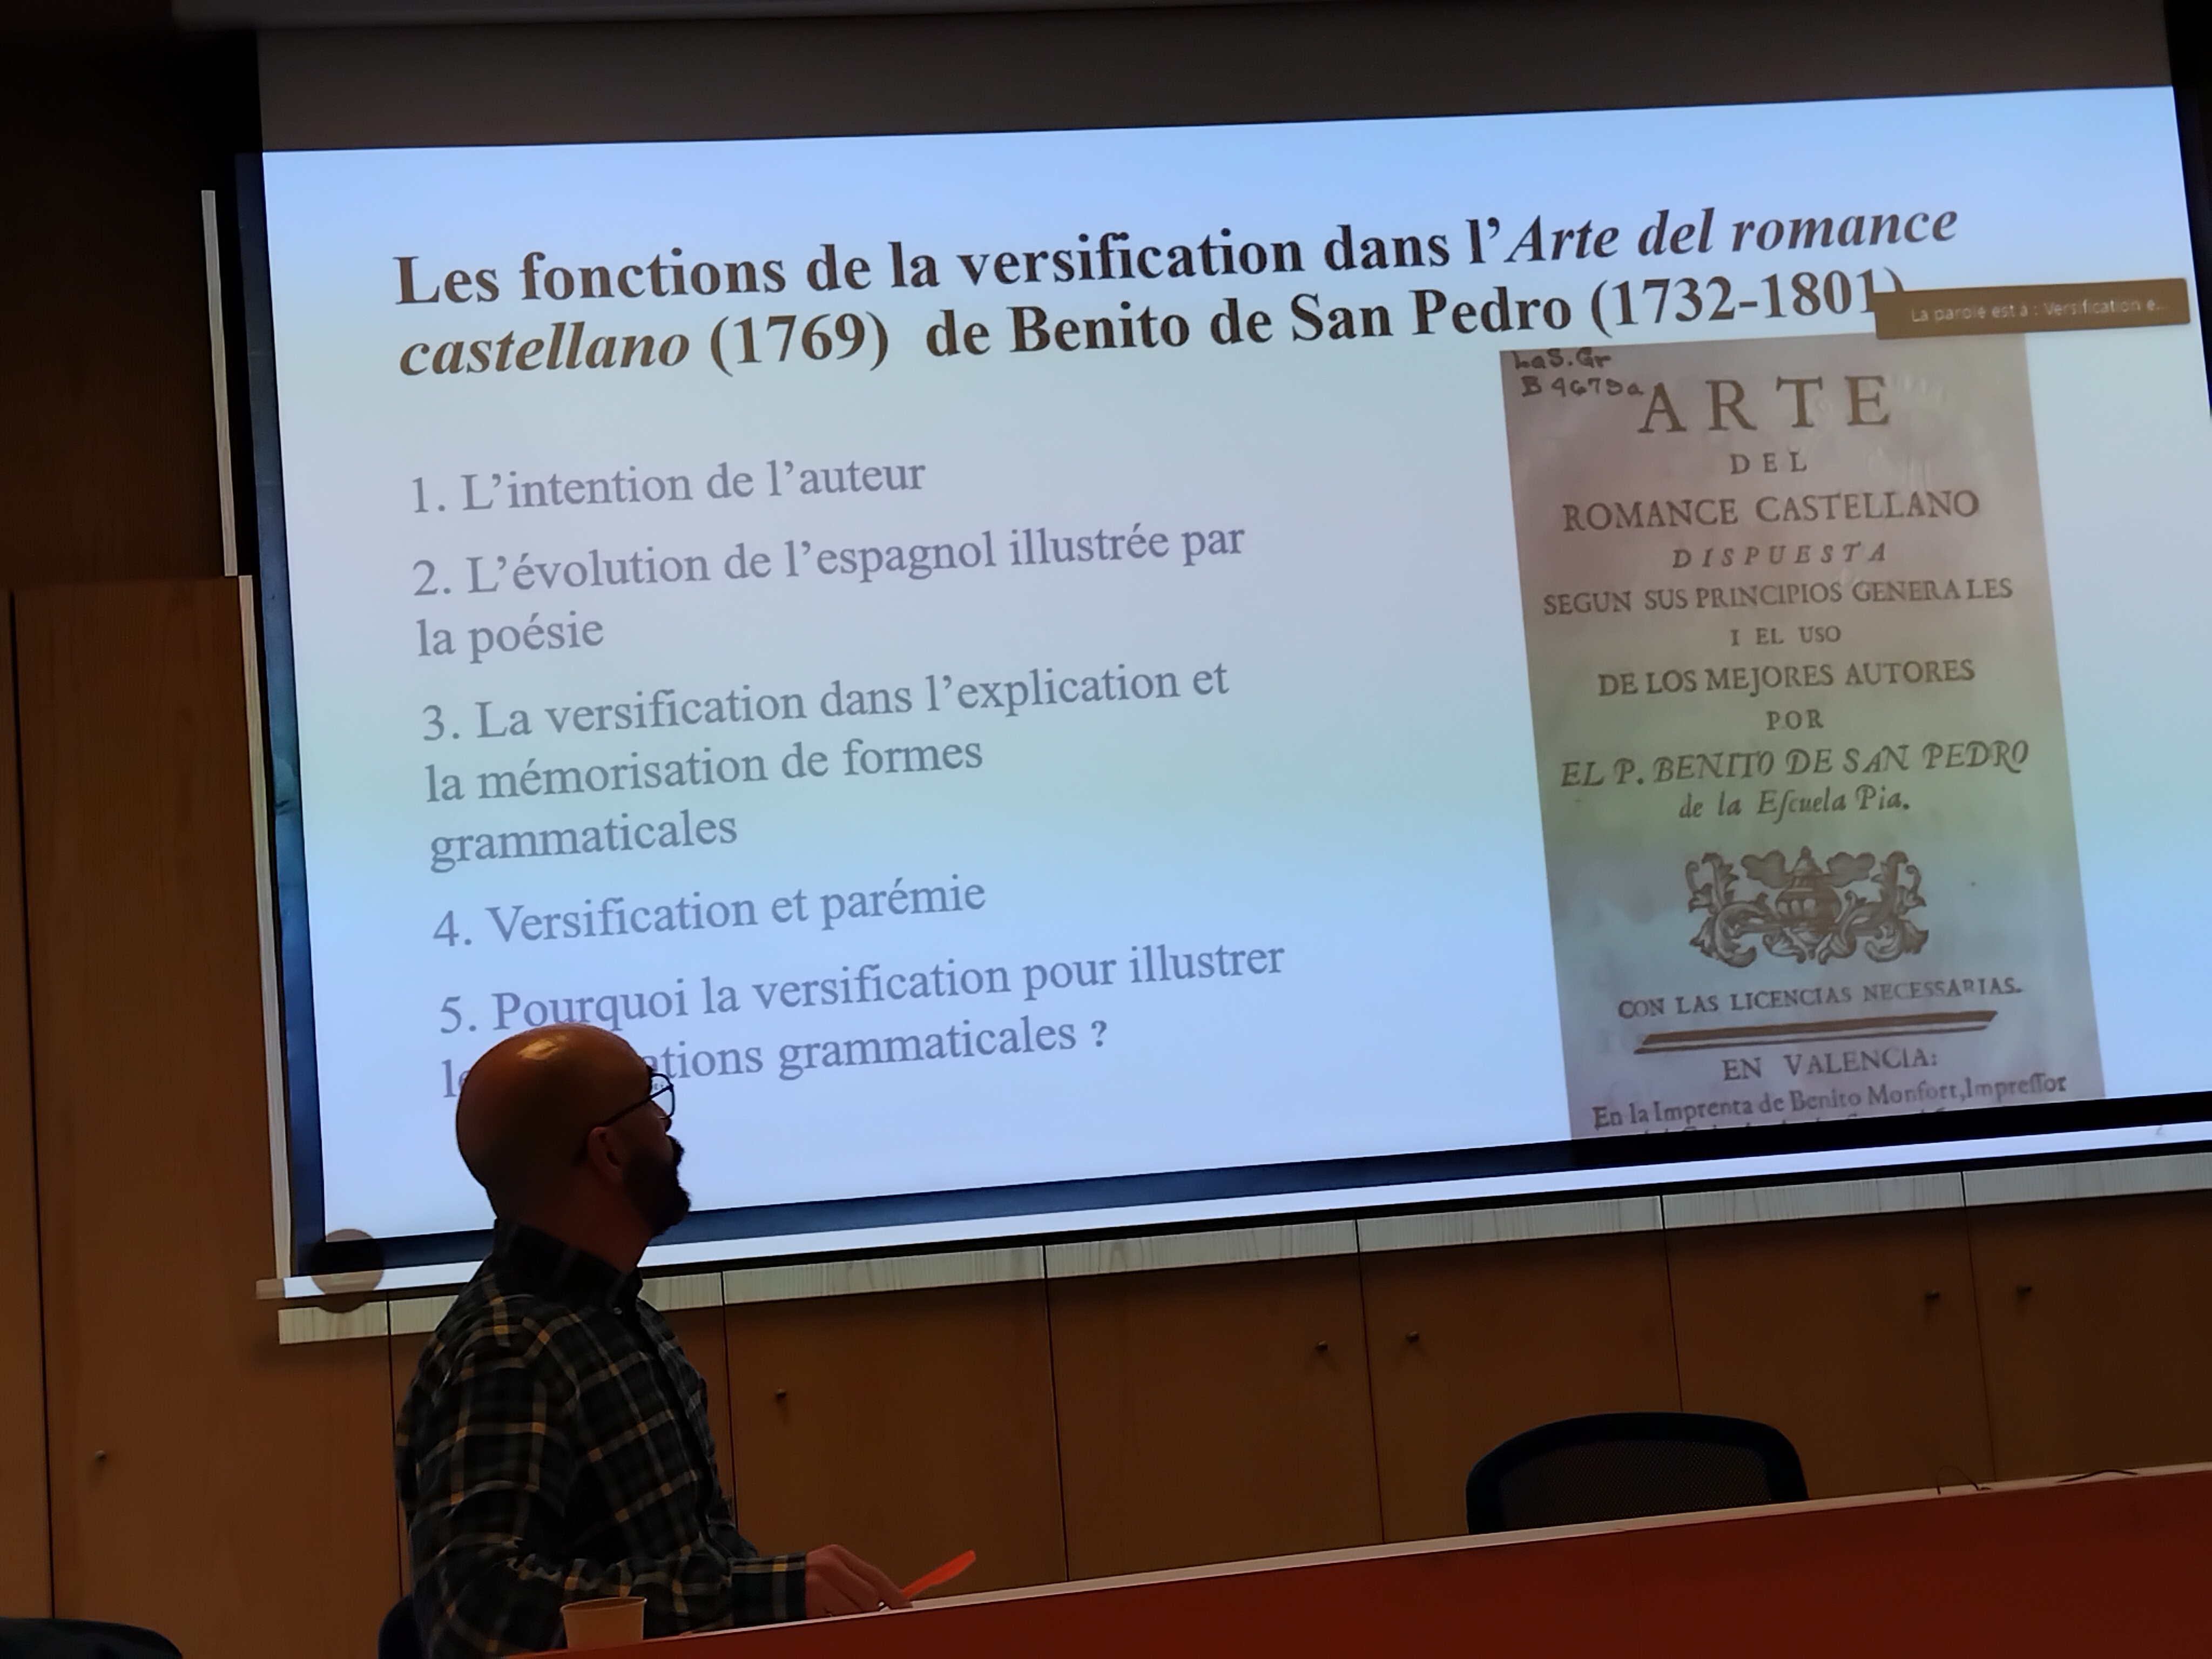 Les fonctions de la versification dans l’Arte del romance
castellano (1769) de Benito de San Pedro (1732-1801)
La parole est à : Versification e...
1. L’intention de l’auteur
2. L’évolution de l’espagnol illustrée par
la poésie
3. La versification dans l’explication et
la mémorisation de formes
grammaticales
4. Versification et parémie
5. Pourquoi la versification pour illustrer
grammaticales ?
LaS.Gr
B 4679a
ARTE
DEL
ROMANCE CASTELLANO
DISPUESTA
SEGUN SUS PRINCIPIOS GENERALES
I EL USO
DE LOS MEJORES AUTORES
POR
EL P. BENITO DE SAN PEDRO
de la Eſcuela Pia.
CON LAS LICENCIAS NECESSARIAS.
EN VALENCIA:
En la Imprenta de Benito Monfort, Impreſſor